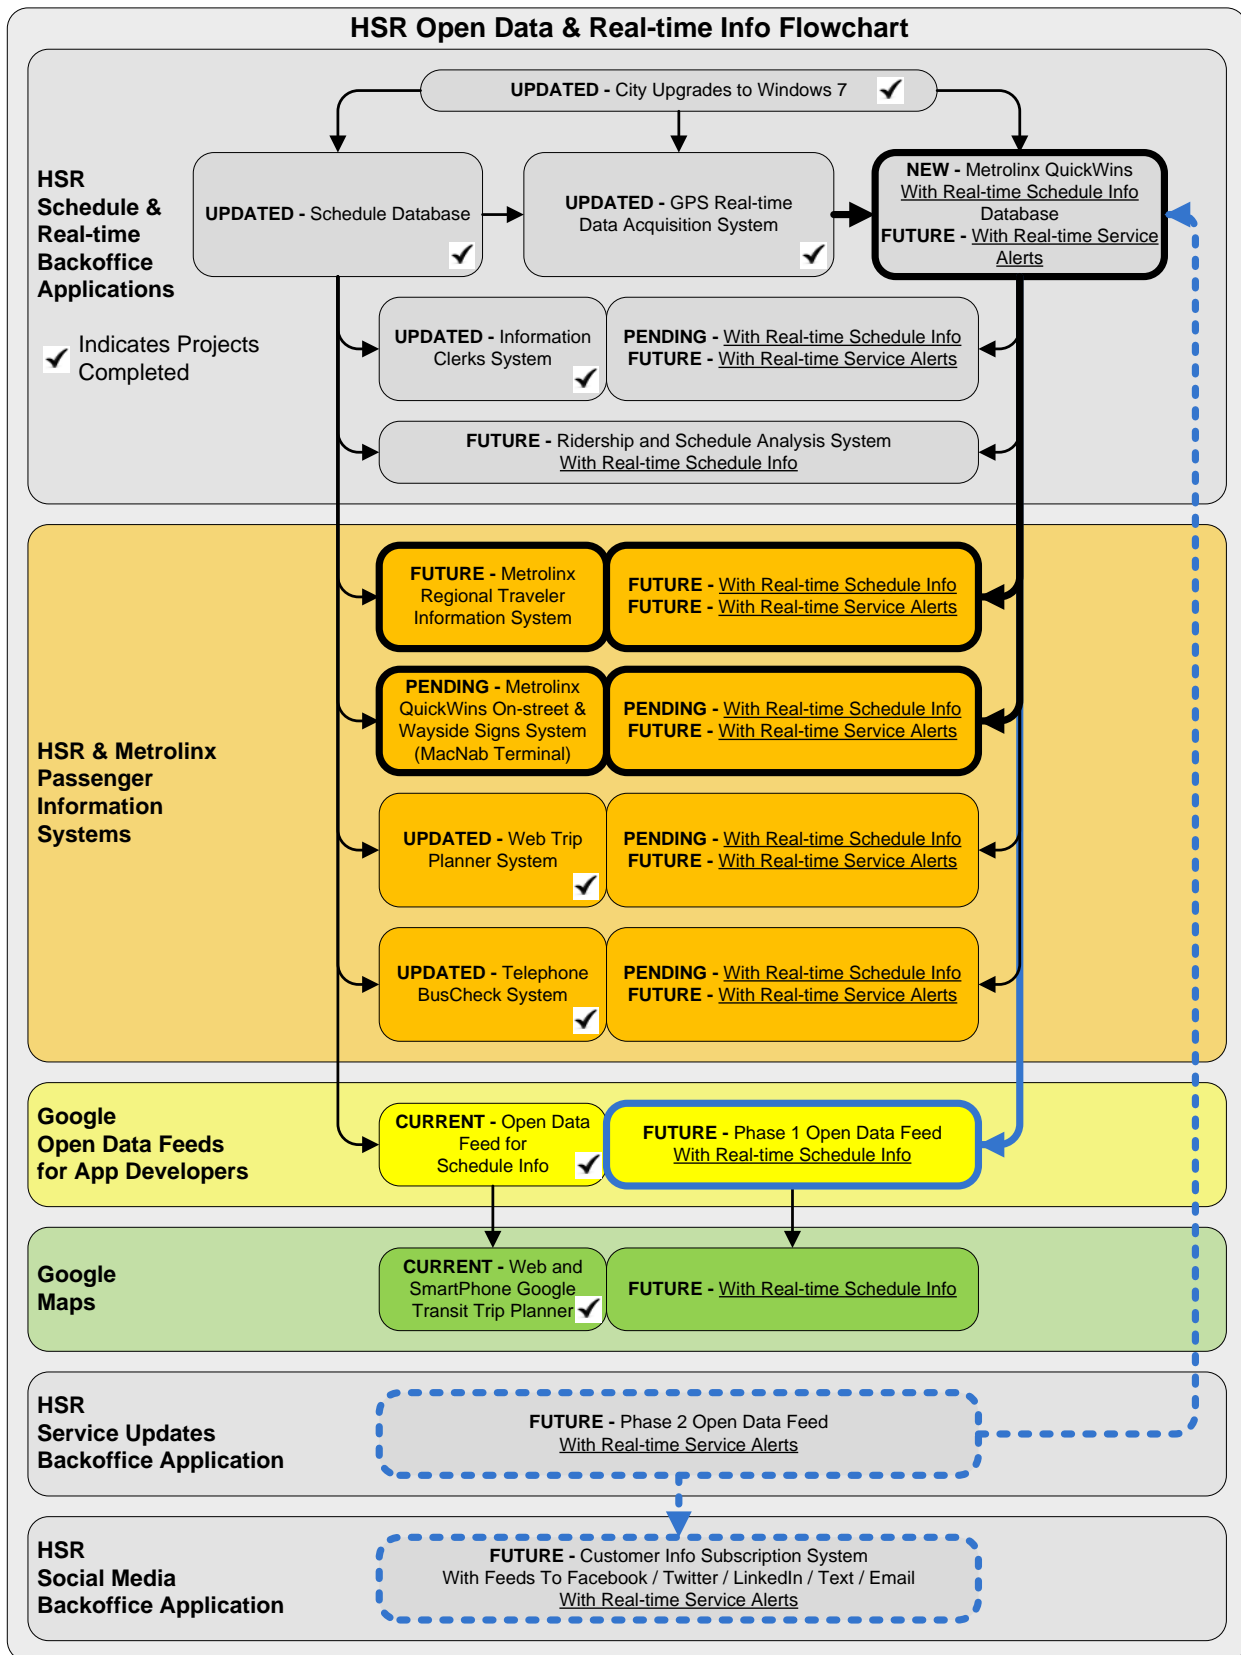 HSR Open Data & Real-time Info Flowchart
UPDATED - City Upgrades to Windows 7
HSR
Schedule &
Real-time
Backoffice
Applications
Indicates Projects
Completed
UPDATED - Schedule Database
UPDATED - GPS Real-time
Data Acquisition System
NEW - Metrolinx QuickWins
With Real-time Schedule Info
Database
FUTURE - With Real-time Service
Alerts
UPDATED - Information
Clerks System
PENDING - With Real-time Schedule Info
FUTURE - With Real-time Service Alerts
FUTURE - Ridership and Schedule Analysis System
With Real-time Schedule Info
HSR & Metrolinx
Passenger
Information
Systems
FUTURE - Metrolinx
Regional Traveler
Information System
FUTURE - With Real-time Schedule Info
FUTURE - With Real-time Service Alerts
PENDING - Metrolinx
QuickWins On-street &
Wayside Signs System
(MacNab Terminal)
PENDING - With Real-time Schedule Info
FUTURE - With Real-time Service Alerts
UPDATED - Web Trip
Planner System
PENDING - With Real-time Schedule Info
FUTURE - With Real-time Service Alerts
UPDATED - Telephone
BusCheck System
PENDING - With Real-time Schedule Info
FUTURE - With Real-time Service Alerts
Google
Open Data Feeds
for App Developers
CURRENT - Open Data
Feed for
Schedule Info
FUTURE - Phase 1 Open Data Feed
With Real-time Schedule Info
Google
Maps
CURRENT - Web and
SmartPhone Google
Transit Trip Planner
FUTURE - With Real-time Schedule Info
HSR
Service Updates
Backoffice Application
FUTURE - Phase 2 Open Data Feed
With Real-time Service Alerts
HSR
Social Media
Backoffice Application
FUTURE - Customer Info Subscription System
With Feeds To Facebook / Twitter / LinkedIn / Text / Email
With Real-time Service Alerts